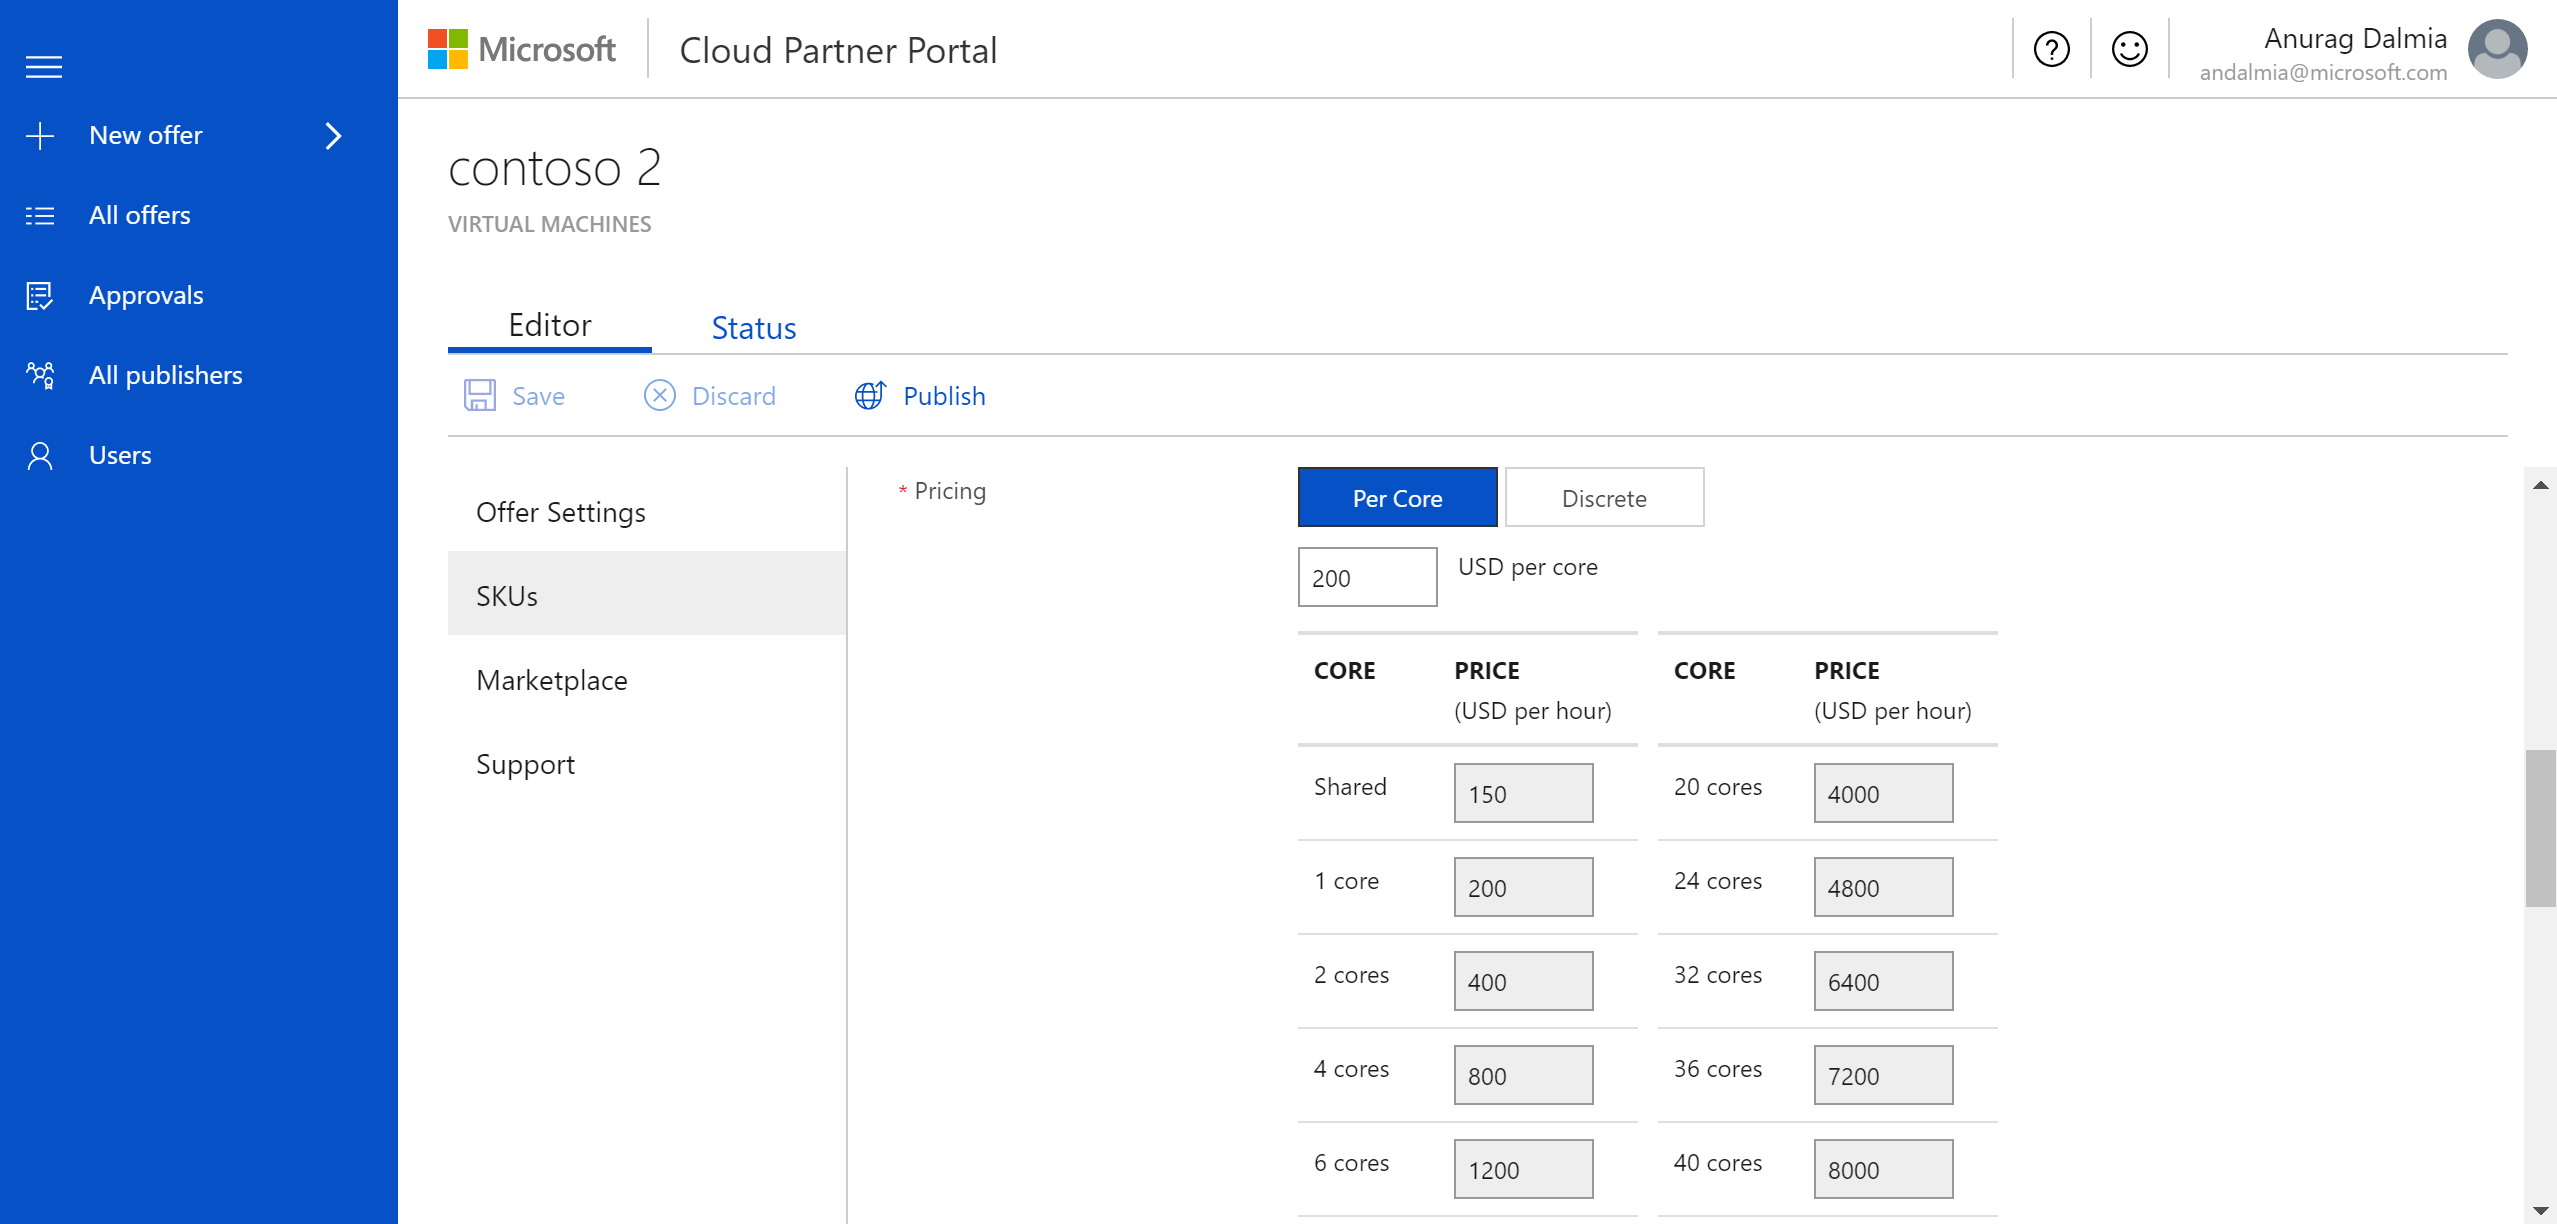 Microsoft
Cloud Partner Portal
Anurag Dalmia
andalmia@microsoft.com
New offer
All offers
Approvals
All publishers
Users
contoso 2
VIRTUAL MACHINES
Editor
Status
Save
Discard
Publish
Offer Settings
SKUs
Marketplace
Support
* Pricing
Per Core
Discrete
200
USD per core
CORE PRICE CORE PRICE
(USD per hour) (USD per hour)
Shared 150 20 cores 4000
1 core 200 24 cores 4800
2 cores 400 32 cores 6400
4 cores 800 36 cores 7200
6 cores 1200 40 cores 8000